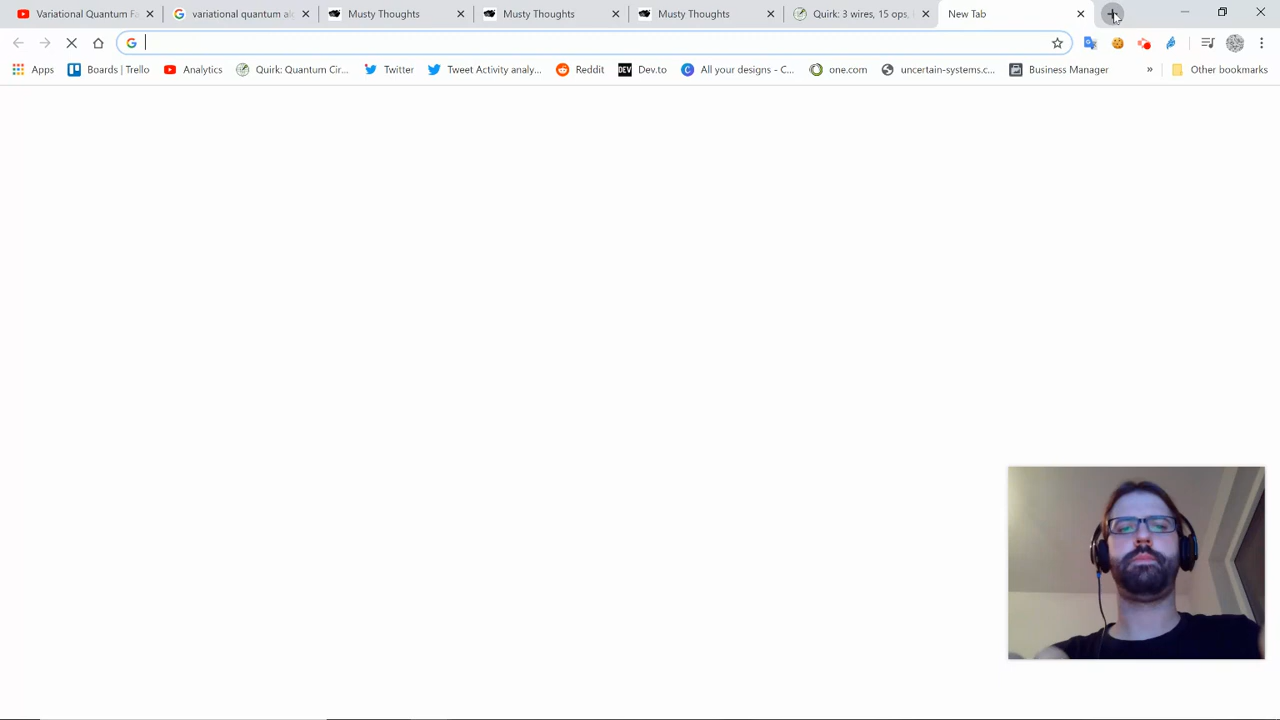 Variational Quantum Fa
variational quantum al
Musty Thoughts
Musty Thoughts
Musty Thoughts
Quirk: 3 wires, 15 ops,
New Tab
Apps
Boards | Trello
Analytics
Quirk: Quantum Cir...
Twitter
Tweet Activity analy...
Reddit
DEV
Dev.to
All your designs - C...
one.com
uncertain-systems.c...
Business Manager
»
Other bookmarks